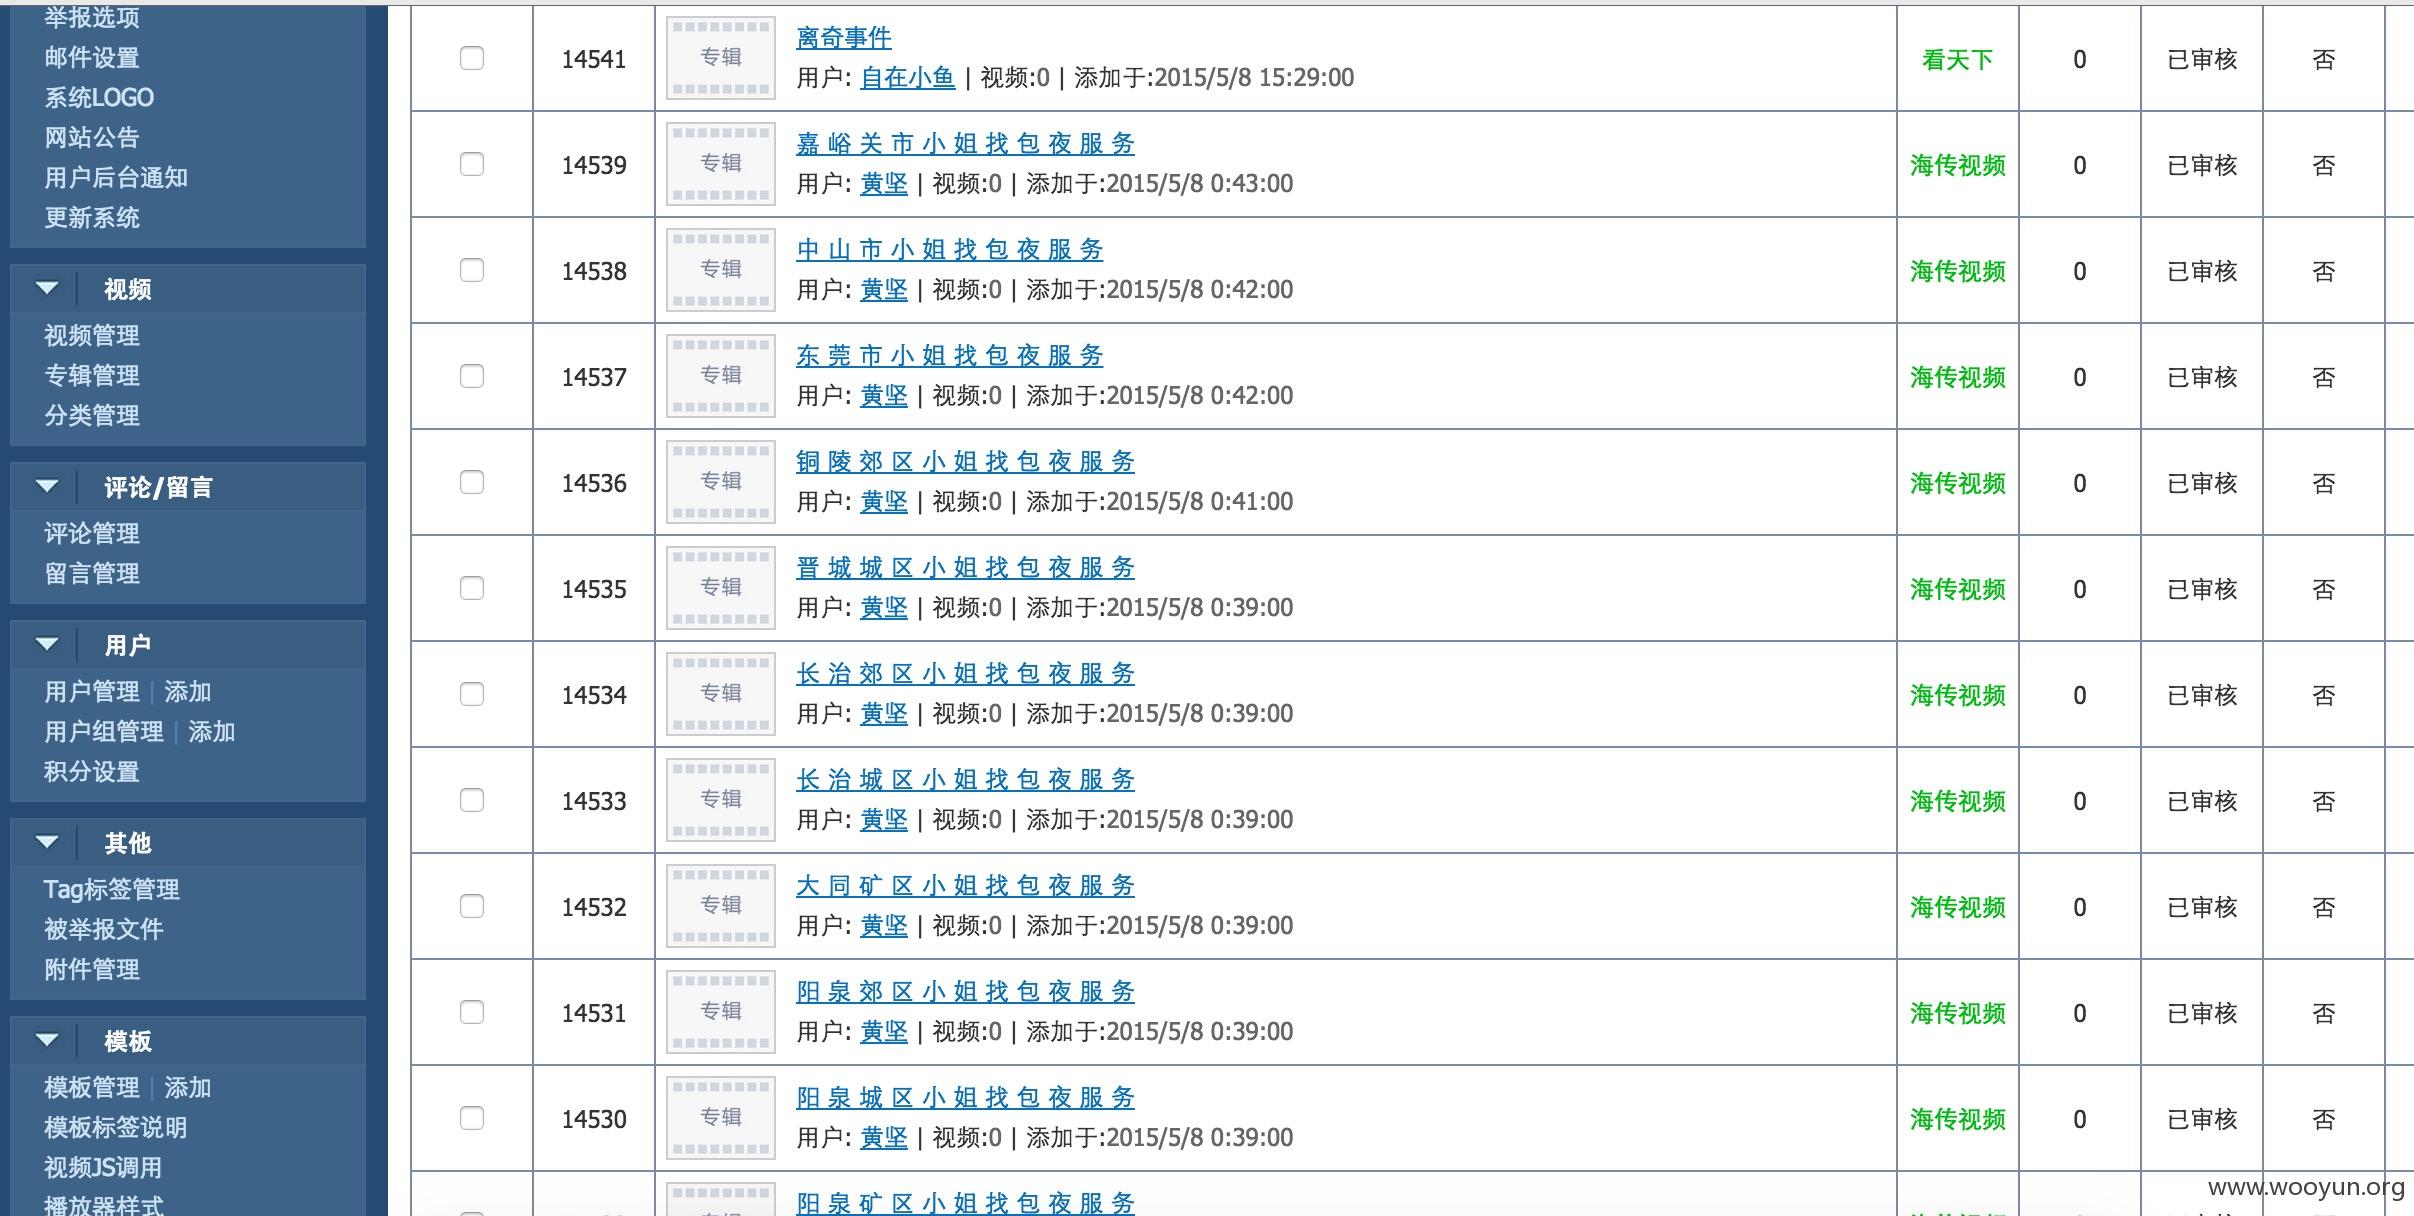 举报选项
邮件设置
系统LOGO
网站公告
用户后台通知
更新系统
视频
视频管理
专辑管理
分类管理
评论/留言
评论管理
留言管理
用户
用户管理 | 添加
用户组管理 | 添加
积分设置
其他
Tag标签管理
被举报文件
附件管理
模板
模板管理 | 添加
模板标签说明
视频JS调用
播放器样式
14541 专辑 离奇事件 看天下 0 已审核 否
用户: 自在小鱼 | 视频:0 | 添加于:2015/5/8 15:29:00
14539 专辑 嘉 峪 关 市 小 姐 找 包 夜 服 务 海传视频 0 已审核 否
用户: 黄坚 | 视频:0 | 添加于:2015/5/8 0:43:00
14538 专辑 中 山 市 小 姐 找 包 夜 服 务 海传视频 0 已审核 否
用户: 黄坚 | 视频:0 | 添加于:2015/5/8 0:42:00
14537 专辑 东 莞 市 小 姐 找 包 夜 服 务 海传视频 0 已审核 否
用户: 黄坚 | 视频:0 | 添加于:2015/5/8 0:42:00
14536 专辑 铜 陵 郊 区 小 姐 找 包 夜 服 务 海传视频 0 已审核 否
用户: 黄坚 | 视频:0 | 添加于:2015/5/8 0:41:00
14535 专辑 晋 城 城 区 小 姐 找 包 夜 服 务 海传视频 0 已审核 否
用户: 黄坚 | 视频:0 | 添加于:2015/5/8 0:39:00
14534 专辑 长 治 郊 区 小 姐 找 包 夜 服 务 海传视频 0 已审核 否
用户: 黄坚 | 视频:0 | 添加于:2015/5/8 0:39:00
14533 专辑 长 治 城 区 小 姐 找 包 夜 服 务 海传视频 0 已审核 否
用户: 黄坚 | 视频:0 | 添加于:2015/5/8 0:39:00
14532 专辑 大 同 矿 区 小 姐 找 包 夜 服 务 海传视频 0 已审核 否
用户: 黄坚 | 视频:0 | 添加于:2015/5/8 0:39:00
14531 专辑 阳 泉 郊 区 小 姐 找 包 夜 服 务 海传视频 0 已审核 否
用户: 黄坚 | 视频:0 | 添加于:2015/5/8 0:39:00
14530 专辑 阳 泉 城 区 小 姐 找 包 夜 服 务 海传视频 0 已审核 否
用户: 黄坚 | 视频:0 | 添加于:2015/5/8 0:39:00
阳 泉 矿 区 小 姐 找 包 夜 服 务
www.wooyun.org